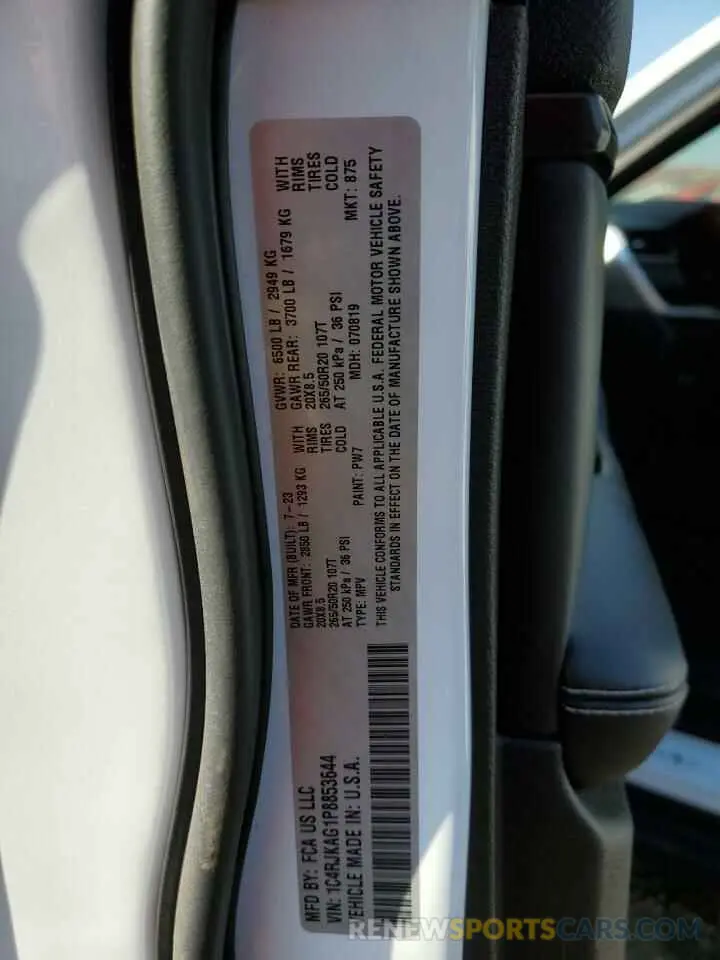 MFD BY: FCA US LLC
VIN: 1C4RJKAG1P8853644
VEHICLE MADE IN: U.S.A.
DATE OF MFR (BUILT): 7-23
GAWR FRONT: 2850 LB / 1293 KG WITH
20X8.5 RIMS
265/50R20 107T TIRES
AT 250 kPa / 36 PSI COLD
TYPE: MPV PAINT: PW7
GVWR: 6500 LB / 2949 KG
GAWR REAR: 3700 LB / 1679 KG WITH
20X8.5 RIMS
265/50R20 107T TIRES
AT 250 kPa / 36 PSI COLD
MDH: 070819 MKT: 875
THIS VEHICLE CONFORMS TO ALL APPLICABLE U.S.A. FEDERAL MOTOR VEHICLE SAFETY
STANDARDS IN EFFECT ON THE DATE OF MANUFACTURE SHOWN ABOVE.
RENEWSPORTSCARS.COM